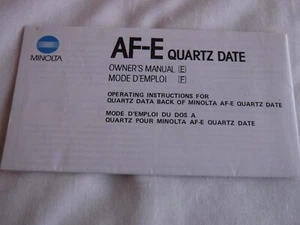 MINOLTA
AF-E QUARTZ DATE
OWNER'S MANUAL [E]
MODE D'EMPLOI [F]
OPERATING INSTRUCTIONS FOR
QUARTZ DATA BACK OF MINOLTA AF-E QUARTZ DATE
MODE D'EMPLOI DU DOS A
QUARTZ POUR MINOLTA AF-E QUARTZ DATE